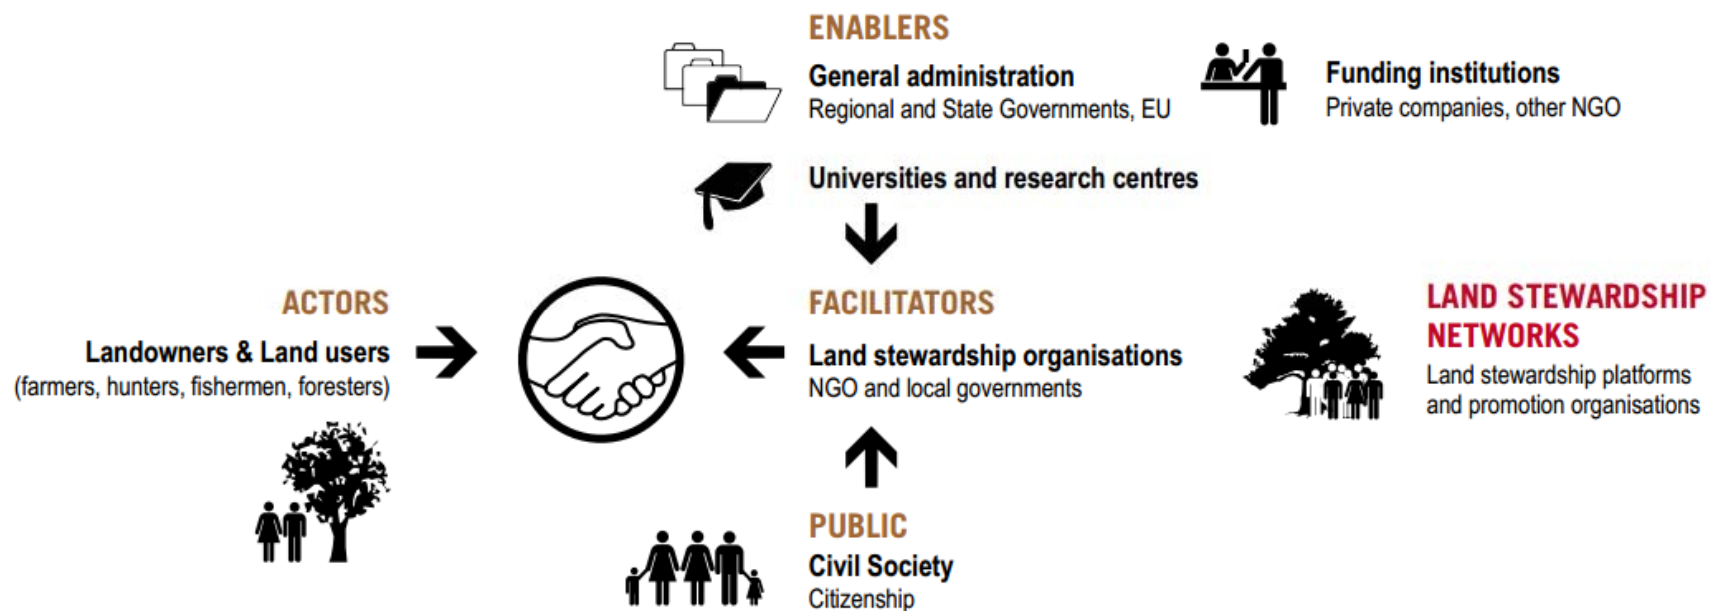 ENABLERS
General administration
Regional and State Governments, EU
Funding institutions
Private companies, other NGO
Universities and research centres
ACTORS
Landowners & Land users
(farmers, hunters, fishermen, foresters)
FACILITATORS
Land stewardship organisations
NGO and local governments
LAND STEWARDSHIP
NETWORKS
Land stewardship platforms
and promotion organisations
PUBLIC
Civil Society
Citizenship